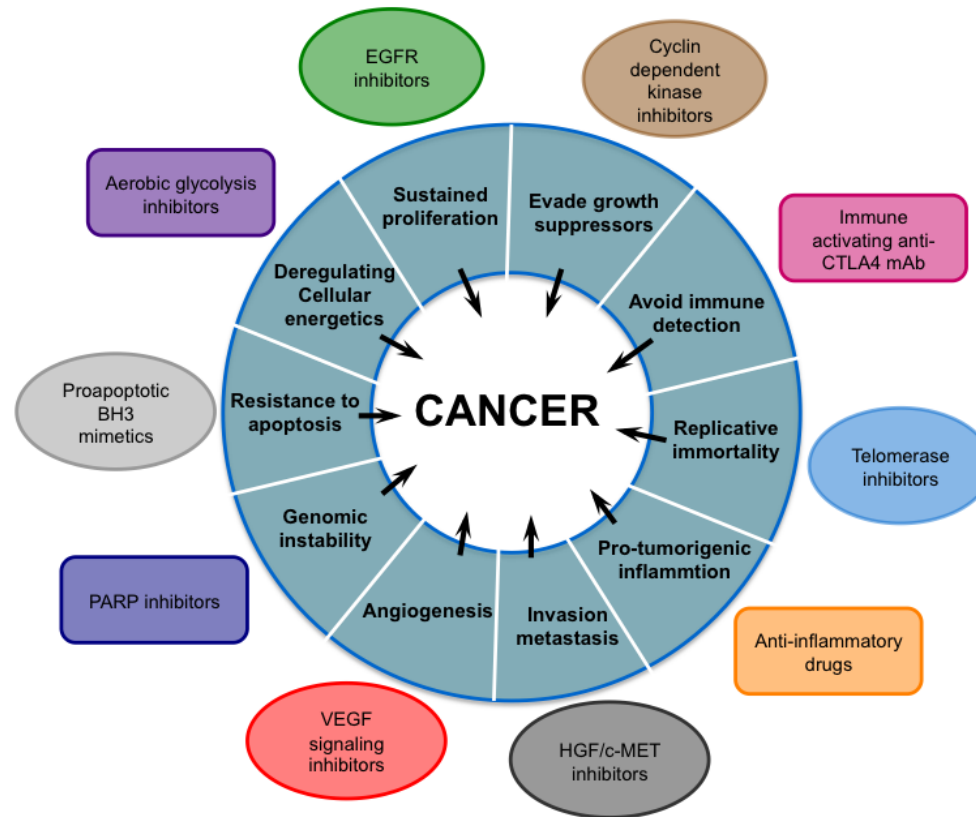 EGFR
inhibitors
Cyclin
dependent
kinase
inhibitors
Aerobic glycolysis
inhibitors
Sustained
proliferation
Evade growth
suppressors
Immune
activating anti-
CTLA4 mAb
Deregulating
Cellular
energetics
Avoid immune
detection
Proapoptotic
BH3
mimetics
Resistance to
apoptosis
CANCER
Replicative
immortality
Telomerase
inhibitors
Genomic
instability
Pro-tumorigenic
inflammtion
PARP inhibitors
Angiogenesis
Invasion
metastasis
Anti-inflammatory
drugs
VEGF
signaling
inhibitors
HGF/c-MET
inhibitors